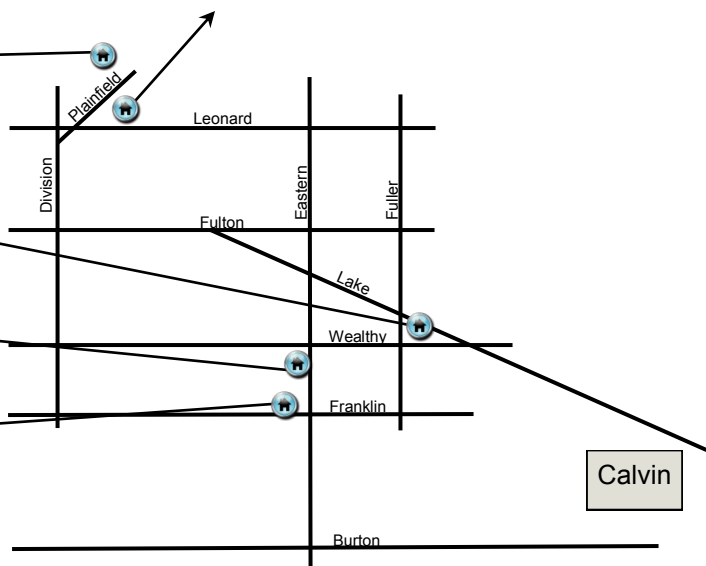 Plainfield
Leonard
Division
Eastern
Fuller
Fulton
Lake
Wealthy
Franklin
Calvin
Burton